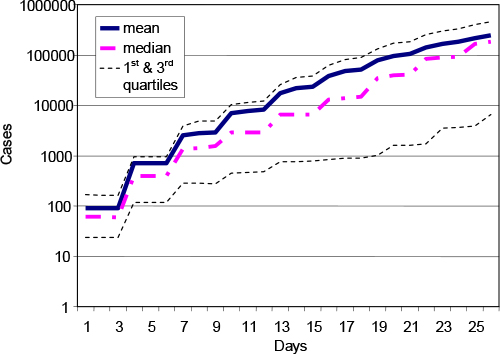 1000000
100000
10000
1000
100
10
1
Cases
mean
median
1st & 3rd
quartiles
1 3 5 7 9 11 13 15 17 19 21 23 25
Days